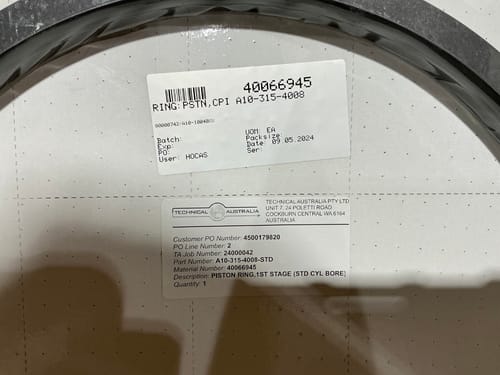 40066945
RING:PSTN,CPI A10-315-4008
Batch:
Exp:
PO:
User: HOCAS
UOM: EA
Packsize:
Date: 09.05.2024
Ser:
TECHNICAL AUSTRALIA
TECHNICAL AUSTRALIA PTY LTD
UNIT 7, 24 POLETTI ROAD
COCKBURN CENTRAL WA 6164
AUSTRALIA
Customer PO Number: 4500179820
PO Line Number: 2
TA Job Number: 24000042
Part Number: A10-315-4008-STD
Material Number: 40066945
Description: PISTON RING,1ST STAGE (STD CYL BORE)
Quantity: 1